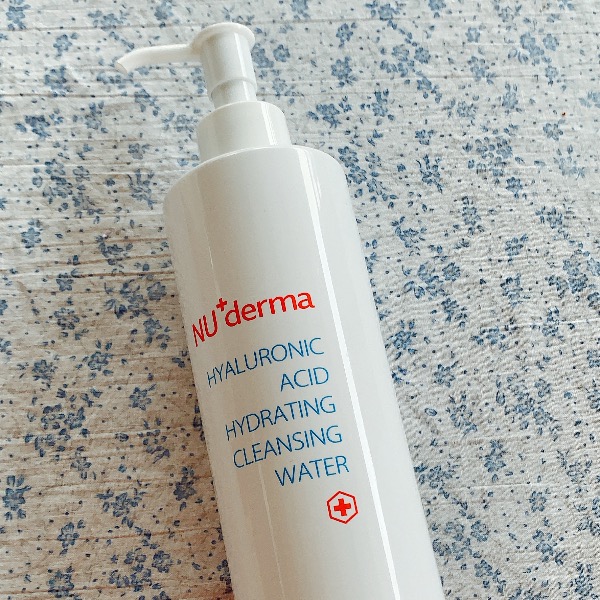 NU+derma
HYALURONIC
ACID
HYDRATING
CLEANSING
WATER